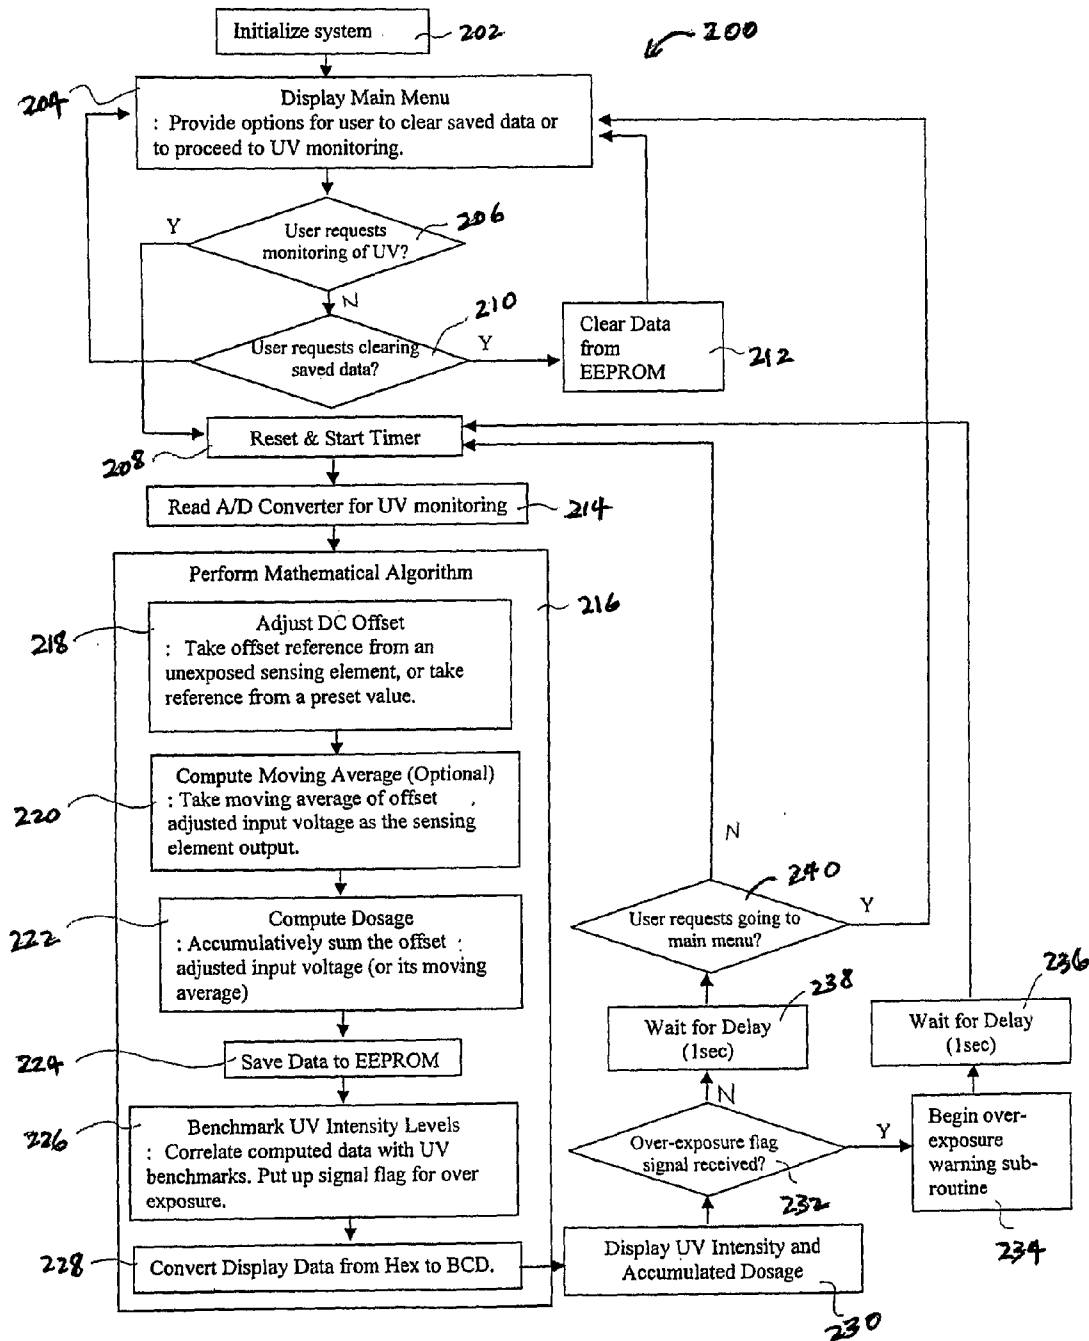 Initialize system
202
200
204
Display Main Menu
: Provide options for user to clear saved data or
to proceed to UV monitoring.
Y
User requests
monitoring of UV?
206
N
210
User requests clearing
saved data?
Y
Clear Data
from
EEPROM
212
Reset & Start Timer
208
Read A/D Converter for UV monitoring
214
Perform Mathematical Algorithm
216
218
Adjust DC Offset
: Take offset reference from an
unexposed sensing element, or take
reference from a preset value.
220
Compute Moving Average (Optional)
: Take moving average of offset
adjusted input voltage as the sensing
element output.
222
Compute Dosage
: Accumulatively sum the offset
adjusted input voltage (or its moving
average)
224
Save Data to EEPROM
226
Benchmark UV Intensity Levels
: Correlate computed data with UV
benchmarks. Put up signal flag for over
exposure.
228
Convert Display Data from Hex to BCD.
N
240
User requests going to
main menu?
Y
238
Wait for Delay
(1sec)
236
Wait for Delay
(1sec)
N
Over-exposure flag
signal received?
232
Y
Begin over-
exposure
warning sub-
routine
234
Display UV Intensity and
Accumulated Dosage
230